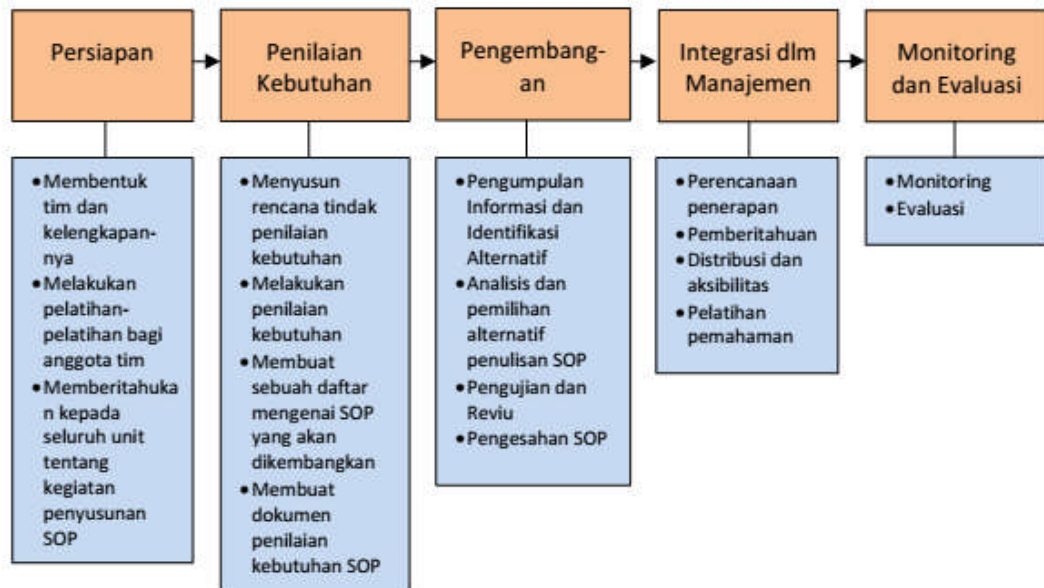 Persiapan
Penilaian
Kebutuhan
Pengembang-
an
Integrasi dlm
Manajemen
Monitoring
dan Evaluasi
• Membentuk
tim dan
kelengkapan-
nya
• Melakukan
pelatihan-
pelatihan bagi
anggota tim
• Memberitahuka
n kepada
seluruh unit
tentang
kegiatan
penyusunan
SOP
• Menyusun
rencana tindak
penilaian
kebutuhan
• Melakukan
penilaian
kebutuhan
• Membuat
sebuah daftar
mengenai SOP
yang akan
dikembangkan
• Membuat
dokumen
penilaian
kebutuhan SOP
• Pengumpulan
Informasi dan
Identifikasi
Alternatif
• Analisis dan
pemilihan
alternatif
penulisan SOP
• Pengujian dan
Reviu
• Pengesahan SOP
• Perencanaan
penerapan
• Pemberitahuan
• Distribusi dan
aksibilitas
• Pelatihan
pemahaman
• Monitoring
• Evaluasi